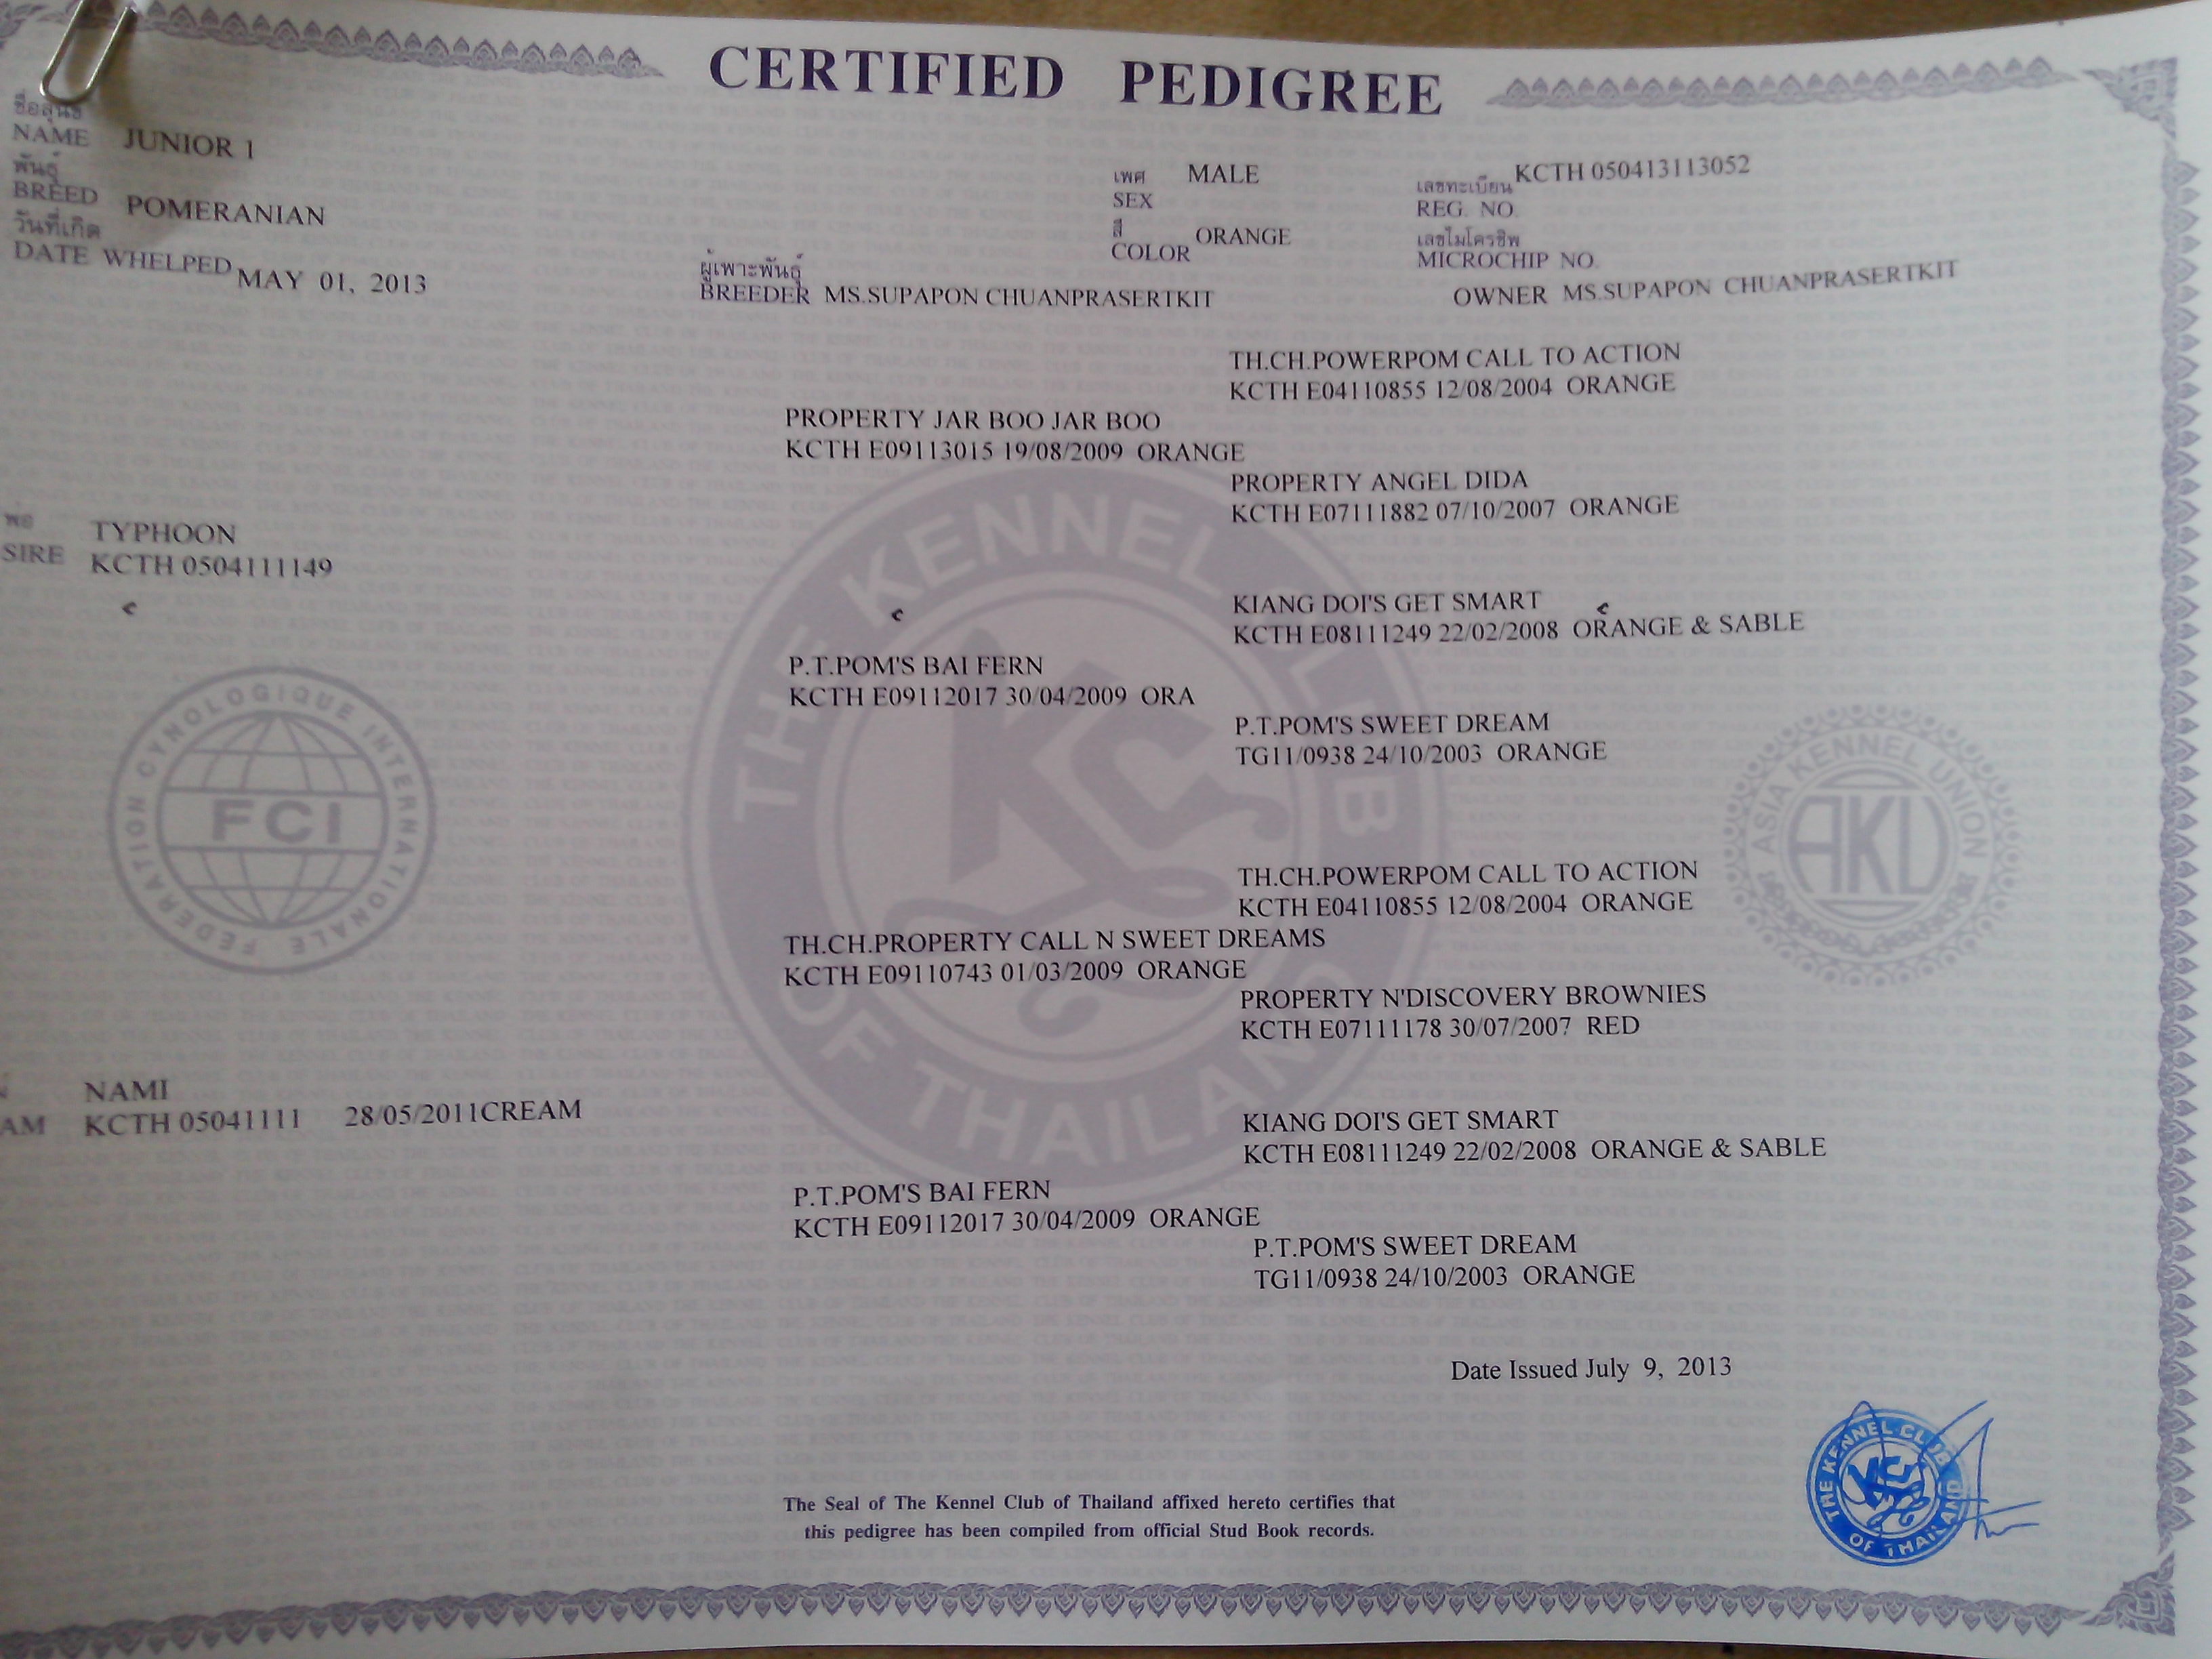 CERTIFIED PEDIGREE
ชื่อสุนัข
NAME JUNIOR 1
พันธุ์
BREED POMERANIAN
วันที่เกิด
DATE WHELPED MAY 01, 2013
เพศ MALE
SEX
สี ORANGE
COLOR
เลขทะเบียน KCTH 050413113052
REG. NO.
เลขไมโครชิพ
MICROCHIP NO.
ผู้เพาะพันธุ์
BREEDER MS.SUPAPON CHUANPRASERTKIT
OWNER MS.SUPAPON CHUANPRASERTKIT
TH.CH.POWERPOM CALL TO ACTION
KCTH E04110855 12/08/2004 ORANGE
PROPERTY JAR BOO JAR BOO
KCTH E09113015 19/08/2009 ORANGE
PROPERTY ANGEL DIDA
KCTH E07111882 07/10/2007 ORANGE
พ่อ TYPHOON
SIRE KCTH 0504111149
KIANG DOI'S GET SMART
KCTH E08111249 22/02/2008 ORANGE & SABLE
P.T.POM'S BAI FERN
KCTH E09112017 30/04/2009 ORA
P.T.POM'S SWEET DREAM
TG11/0938 24/10/2003 ORANGE
FEDERATION CYNOLOGIQUE INTERNATIONALE
FCI
THE KENNEL CLUB OF THAILAND
KC
ASIA KENNEL UNION
AKU
TH.CH.POWERPOM CALL TO ACTION
KCTH E04110855 12/08/2004 ORANGE
TH.CH.PROPERTY CALL N SWEET DREAMS
KCTH E09110743 01/03/2009 ORANGE
PROPERTY N'DISCOVERY BROWNIES
KCTH E07111178 30/07/2007 RED
NAMI
AM KCTH 05041111 28/05/2011CREAM
KIANG DOI'S GET SMART
KCTH E08111249 22/02/2008 ORANGE & SABLE
P.T.POM'S BAI FERN
KCTH E09112017 30/04/2009 ORANGE
P.T.POM'S SWEET DREAM
TG11/0938 24/10/2003 ORANGE
Date Issued July 9, 2013
The Seal of The Kennel Club of Thailand affixed hereto certifies that
this pedigree has been compiled from official Stud Book records.
THE KENNEL CLUB OF THAILAND
KC